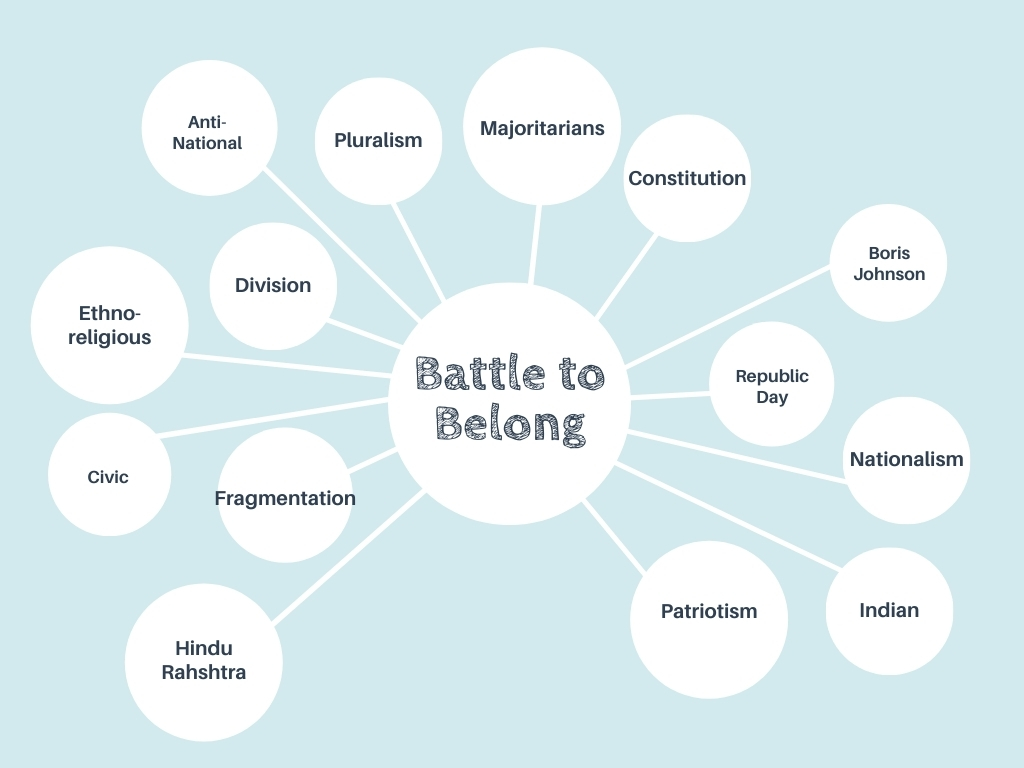 Anti-
National
Pluralism
Majoritarians
Constitution
Boris
Johnson
Division
Ethno-
religious
Battle to
Belong
Republic
Day
Nationalism
Civic
Fragmentation
Hindu
Rahshtra
Patriotism
Indian